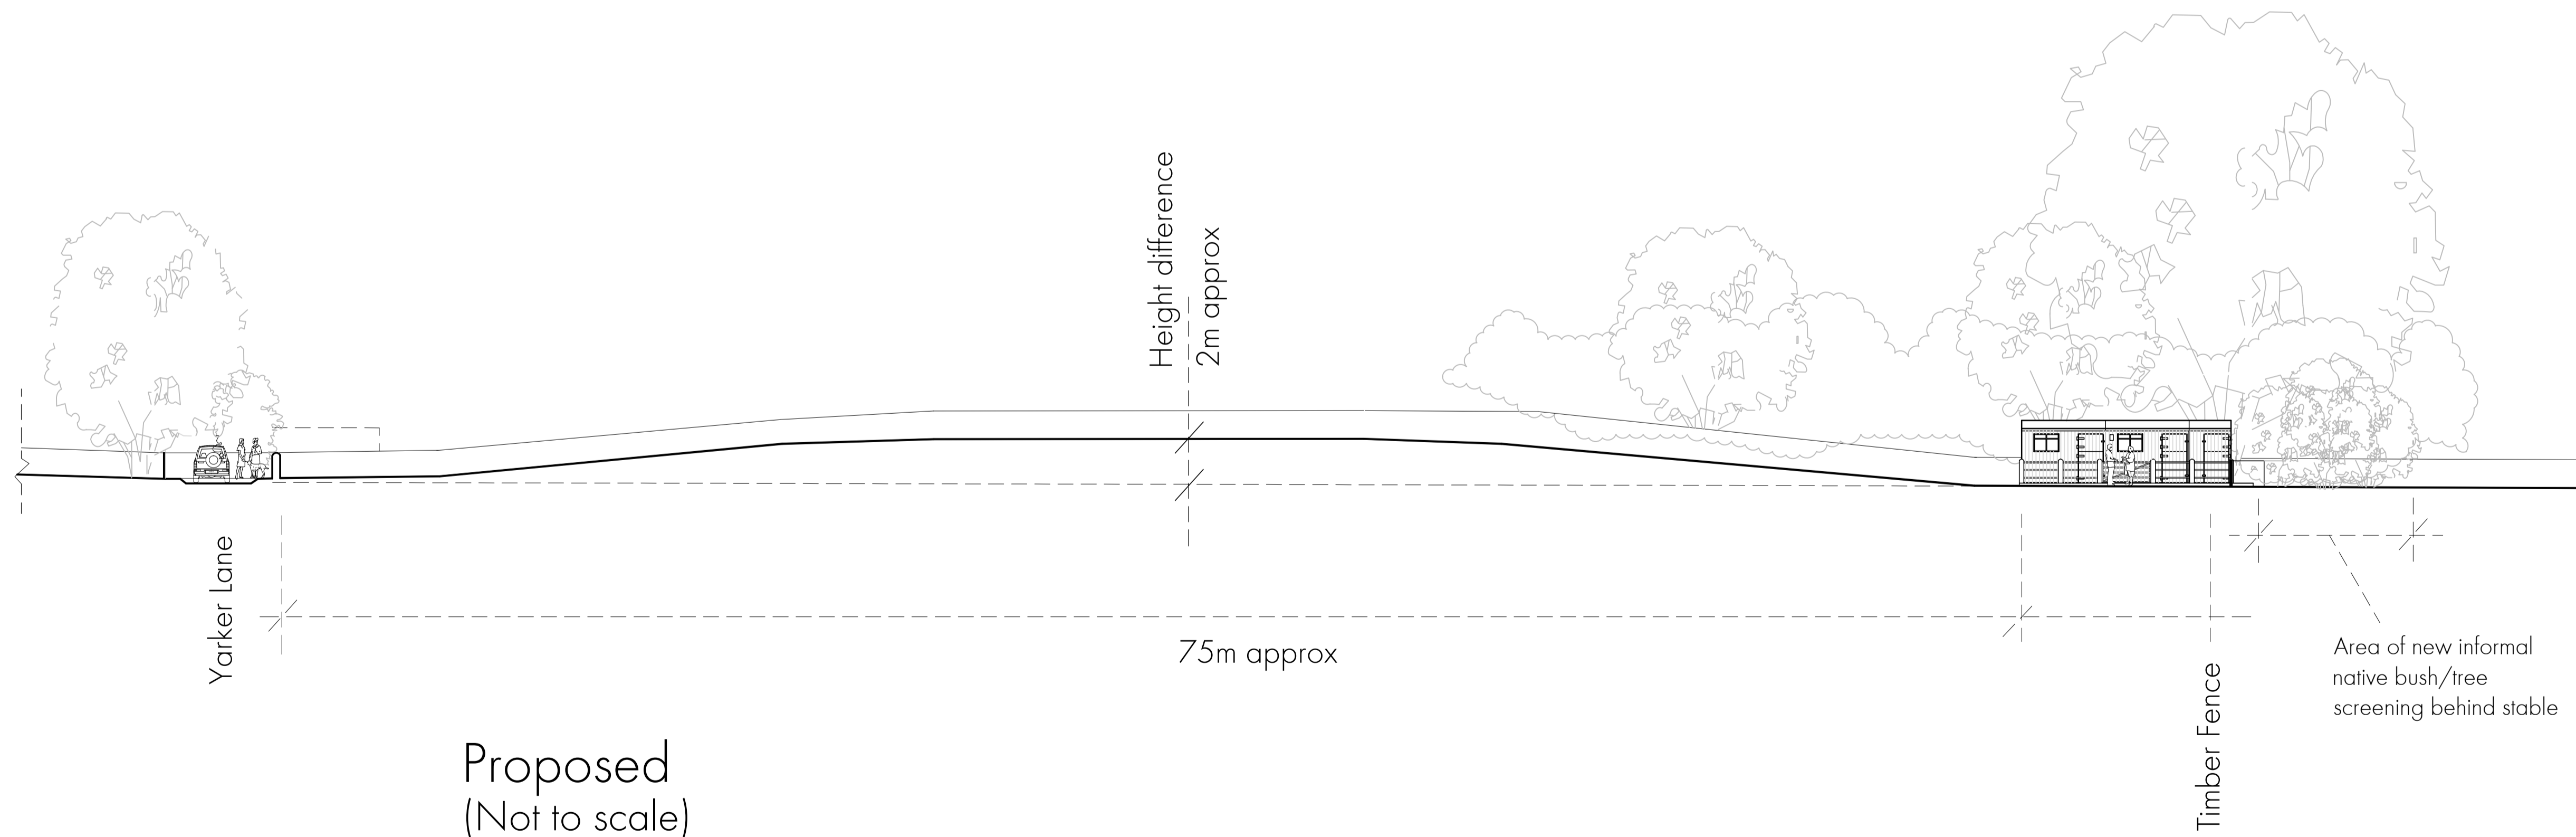 Height difference
2m approx
Yarker Lane
75m approx
Timber Fence
Area of new informal
native bush/tree
screening behind stable
Proposed
(Not to scale)